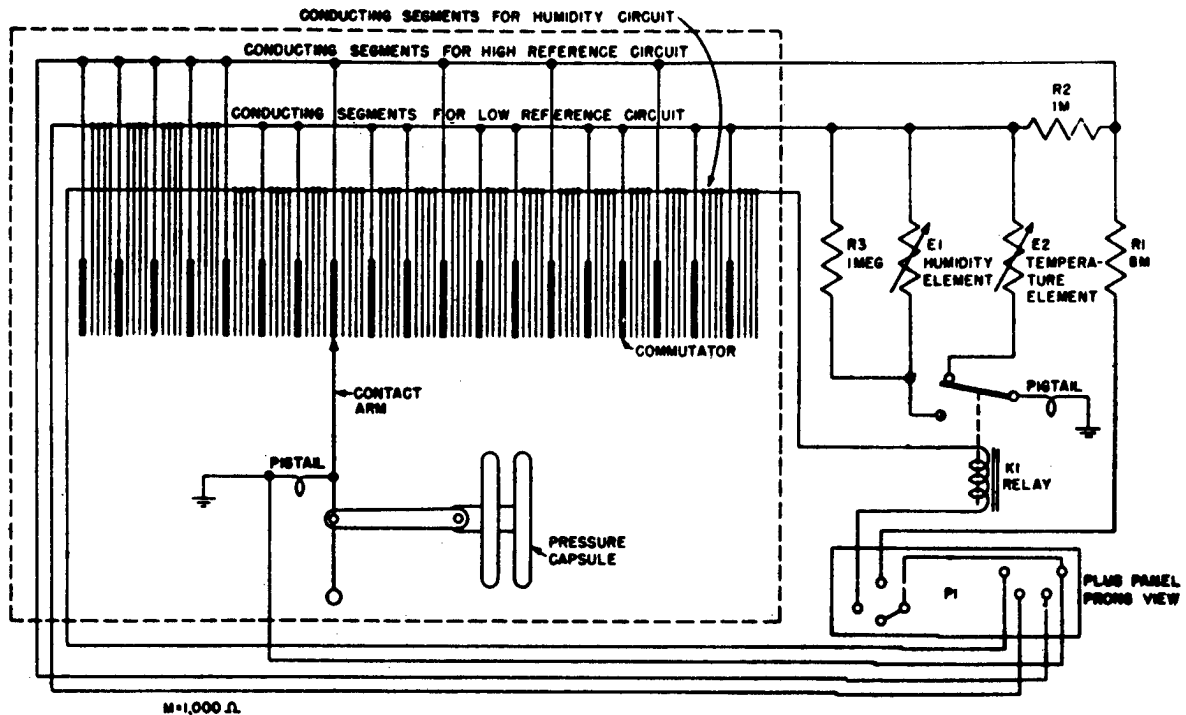 CONDUCTING SEGMENTS FOR HUMIDITY CIRCUIT
CONDUCTING SEGMENTS FOR HIGH REFERENCE CIRCUIT
CONDUCTING SEGMENTS FOR LOW REFERENCE CIRCUIT
R2
1M
R3
1MEG
E1
HUMIDITY
ELEMENT
E2
TEMPERA-
TURE
ELEMENT
R1
8M
COMMUTATOR
CONTACT
ARM
PIGTAIL
PIGTAIL
K1
RELAY
PRESSURE
CAPSULE
P1
PLUG PANEL
PRONG VIEW
M=1,000 Ω